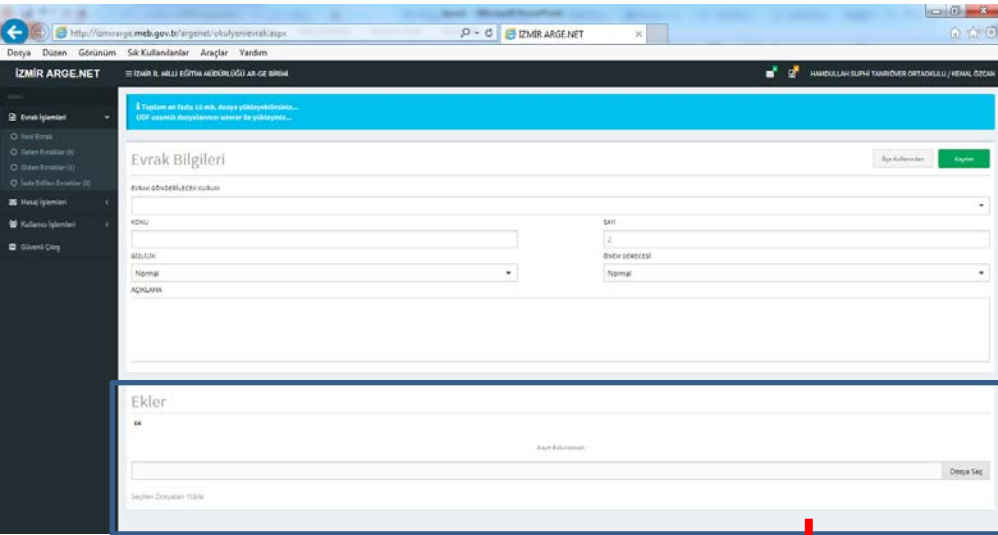 http://izmirarge.meb.gov.tr/argenet/okulyenievrak.aspx
İZMİR ARGE.NET
Dosya Düzen Görünüm Sık Kullanılanlar Araçlar Yardım
İZMİR ARGE.NET
İZMİR İL MİLLİ EĞİTİM MÜDÜRLÜĞÜ AR-GE BİRİMİ
HAMDULLAH SUPHİ TANRIÖVER ORTAOKULU / KEMAL ÖZCAN
Evrak İşlemleri
Yeni Evrak
Gelen Evraklar (0)
Giden Evraklar (1)
İade Edilen Evraklar (0)
Mesaj İşlemleri
Kullanıcı İşlemleri
Güvenli Çıkış
Toplam en fazla 10 mb. dosya yükleyebilirsiniz...
UDF uzantılı dosyalarınızı winrar ile yükleyiniz...
Evrak Bilgileri
İlçe Kullanıcıları
Kaydet
EVRAK GÖNDERİLECEK KURUM
KONU
SAYI
2
GİZLİLİK
ÖNEM DERECESİ
Normal
Normal
AÇIKLAMA
Ekler
Ek
Kayıt Bulunamadı
Dosya Seç
Seçilen Dosyaları Yükle